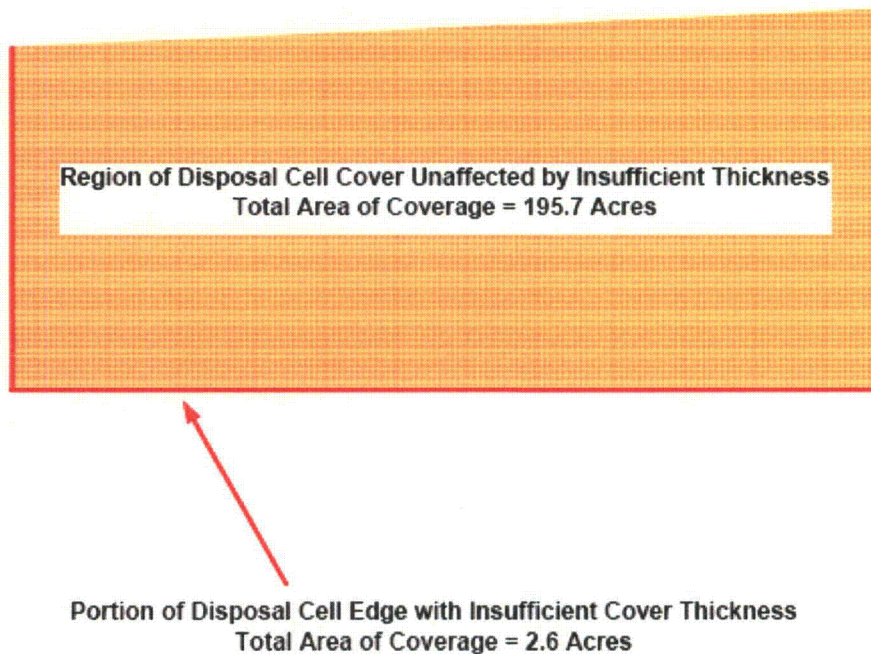 Region of Disposal Cell Cover Unaffected by Insufficient Thickness
Total Area of Coverage = 195.7 Acres
Portion of Disposal Cell Edge with Insufficient Cover Thickness
Total Area of Coverage = 2.6 Acres